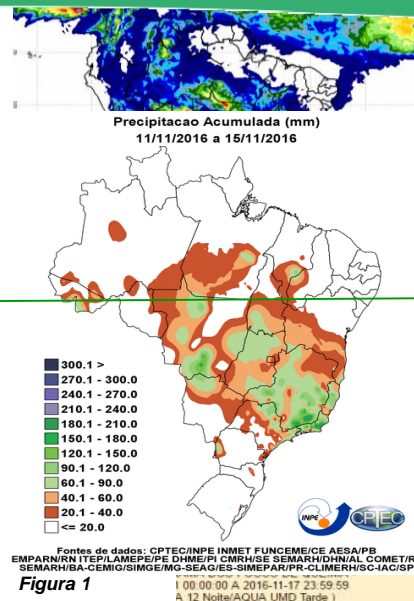 Precipitacao Acumulada (mm)
11/11/2016 a 15/11/2016
300.1 >
270.1 - 300.0
240.1 - 270.0
210.1 - 240.0
180.1 - 210.0
150.1 - 180.0
120.1 - 150.0
90.1 - 120.0
60.1 - 90.0
40.1 - 60.0
20.1 - 40.0
<= 20.0
INPE CPTEC
Fontes de dados: CPTEC/INPE INMET FUNCEME/CE AESA/PB
EMPARN/RN ITEP/LAMEPE/PE DHME/PI CMRH/SE SEMARH/DHN/AL COMET/R
SEMARH/BA-CEMIG/SIMGE/MG-SEAG/ES-SIMEPAR/PR-CLIMERH/SC-IAC/SP
Figura 1
00:00:00 A 2016-11-17 23:59:59
A 12 Noite/AQUA UMD Tarde )